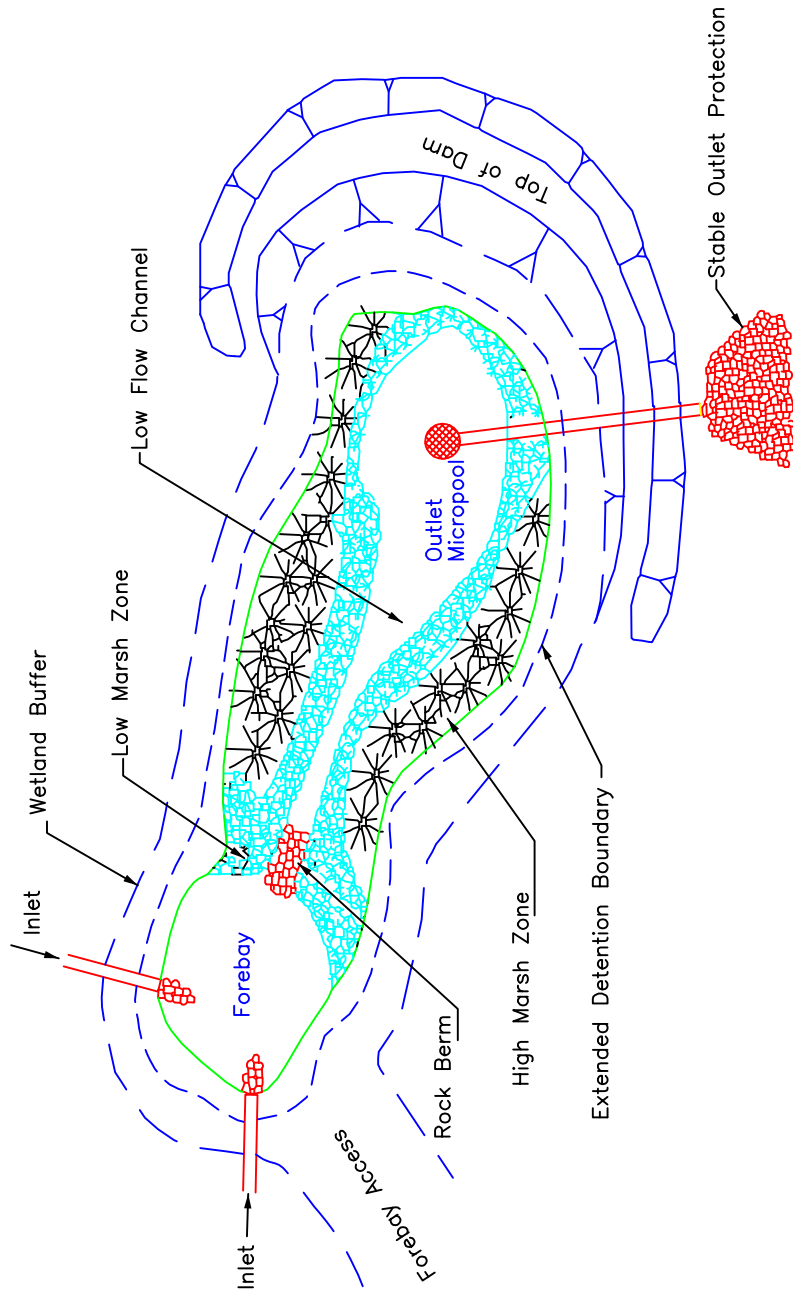 Inlet
Wetland Buffer
Low Marsh Zone
Low Flow Channel
Top of Dam
Stable Outlet Protection
Outlet
Micropool
Forebay
Inlet
Forebay Access
Rock Berm
High Marsh Zone
Extended Detention Boundary